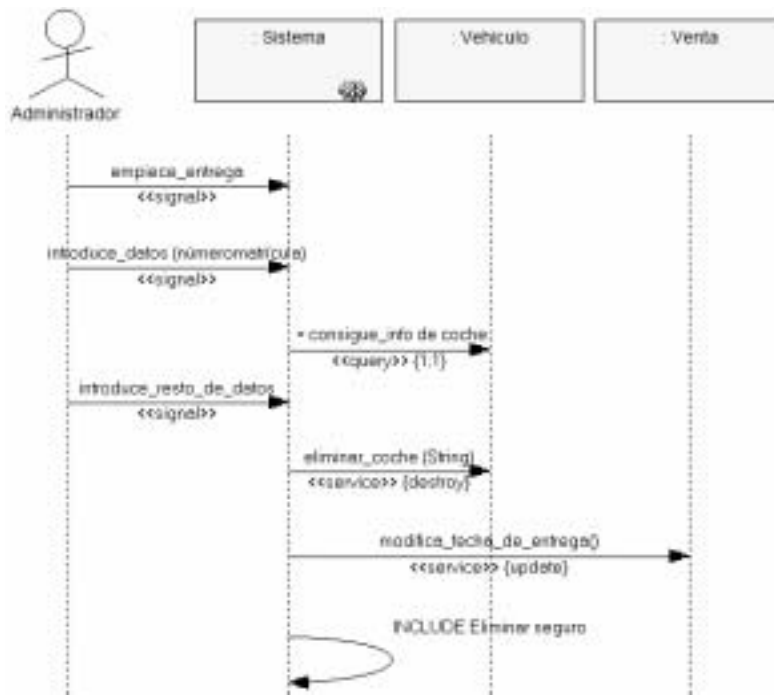 : Sistema
: Vehiculo
: Venta
Administrador
empieca_entrega
<<signal>>
introduce_datos (númeromatrícula)
<<signal>>
* consigue_info de coche
<<query>> {1,1}
introduce_resto_de_datos
<<signal>>
eliminar_coche (String)
<<service>> {destroy}
modifica_fecha_de_entrega()
<<service>> {update}
INCLUDE Eliminar seguro